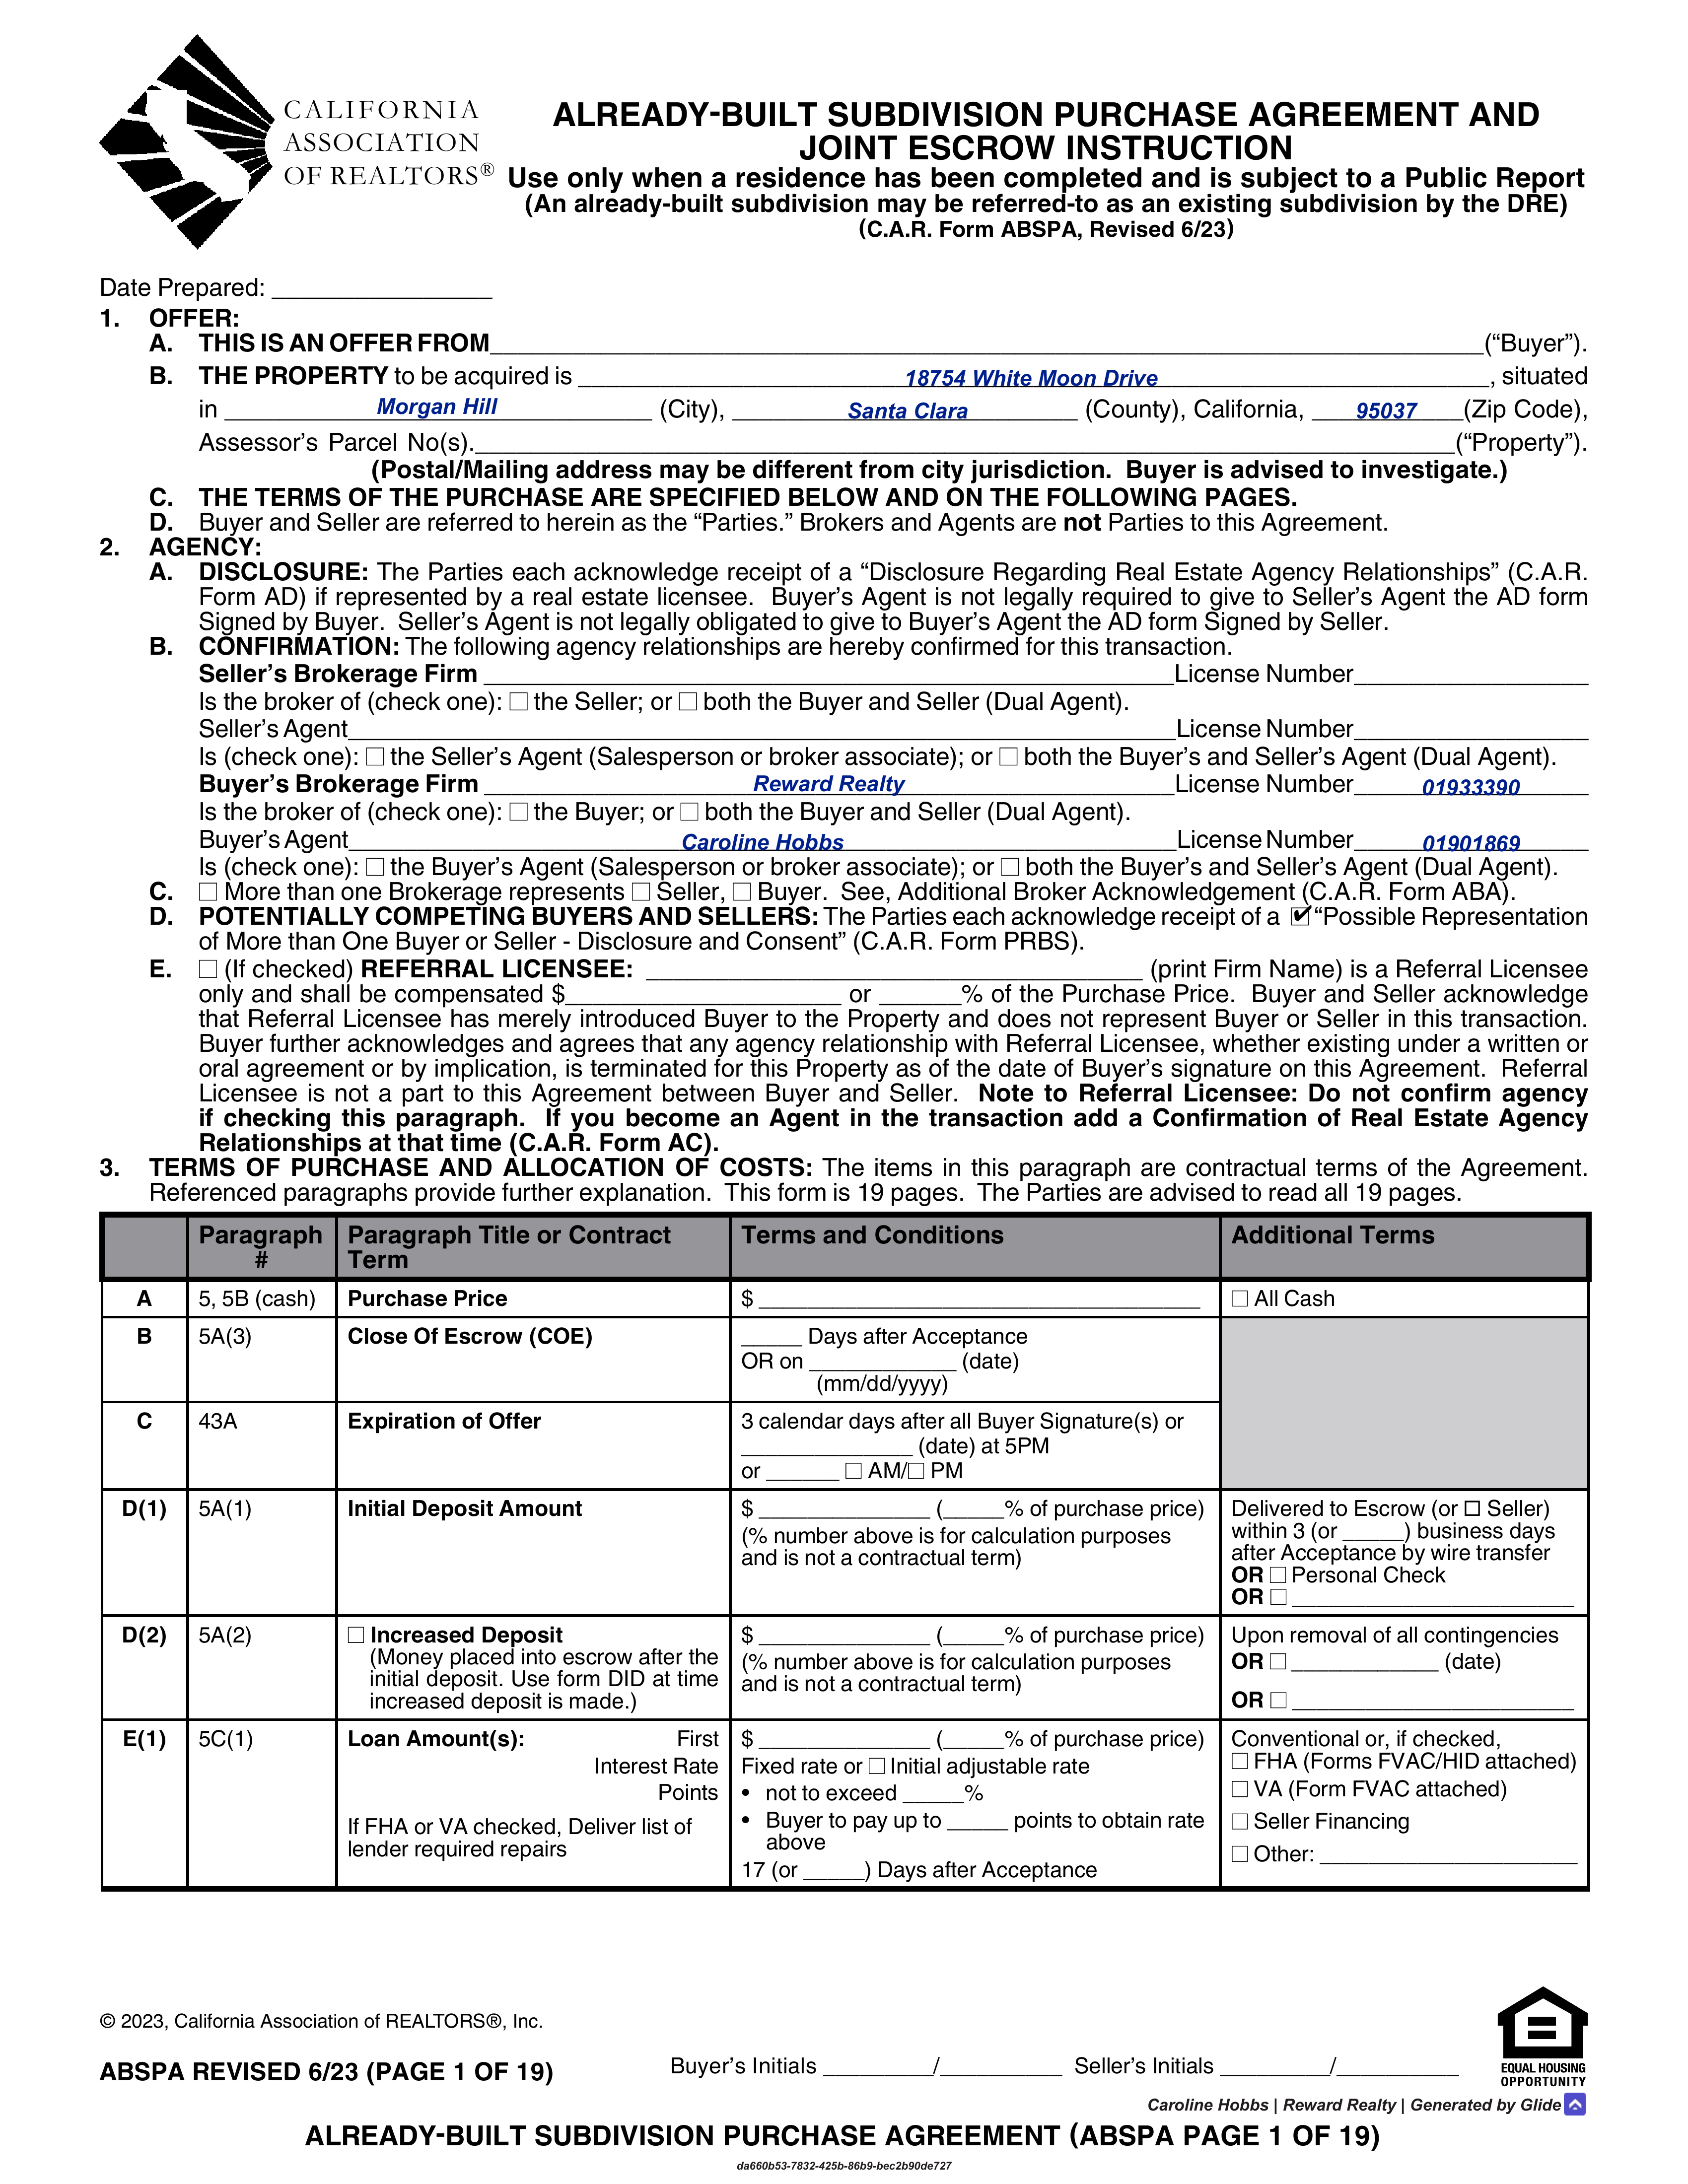 CALIFORNIA
ASSOCIATION
OF REALTORS®
ALREADY-BUILT SUBDIVISION PURCHASE AGREEMENT AND
JOINT ESCROW INSTRUCTION
Use only when a residence has been completed and is subject to a Public Report
(An already-built subdivision may be referred-to as an existing subdivision by the DRE)
(C.A.R. Form ABSPA, Revised 6/23)
Date Prepared: ________________
1. OFFER:
A. THIS IS AN OFFER FROM ________________ (“Buyer”).
B. THE PROPERTY to be acquired is 18754 White Moon Drive, situated
in Morgan Hill (City), Santa Clara (County), California, 95037 (Zip Code),
Assessor’s Parcel No(s). ________________ (“Property”).
(Postal/Mailing address may be different from city jurisdiction. Buyer is advised to investigate.)
C. THE TERMS OF THE PURCHASE ARE SPECIFIED BELOW AND ON THE FOLLOWING PAGES.
D. Buyer and Seller are referred to herein as the “Parties.” Brokers and Agents are not Parties to this Agreement.
2. AGENCY:
A. DISCLOSURE: The Parties each acknowledge receipt of a “Disclosure Regarding Real Estate Agency Relationships” (C.A.R.
Form AD) if represented by a real estate licensee. Buyer’s Agent is not legally required to give to Seller’s Agent the AD form
Signed by Buyer. Seller’s Agent is not legally obligated to give to Buyer’s Agent the AD form Signed by Seller.
B. CONFIRMATION: The following agency relationships are hereby confirmed for this transaction.
Seller’s Brokerage Firm ________________ License Number ________________
Is the broker of (check one): ☐ the Seller; or ☐ both the Buyer and Seller (Dual Agent).
Seller’s Agent ________________ License Number ________________
Is (check one): ☐ the Seller’s Agent (Salesperson or broker associate); or ☐ both the Buyer’s and Seller’s Agent (Dual Agent).
Buyer’s Brokerage Firm Reward Realty License Number 01933390
Is the broker of (check one): ☐ the Buyer; or ☐ both the Buyer and Seller (Dual Agent).
Buyer’s Agent Caroline Hobbs License Number 01901869
Is (check one): ☐ the Buyer’s Agent (Salesperson or broker associate); or ☐ both the Buyer’s and Seller’s Agent (Dual Agent).
C. ☐ More than one Brokerage represents ☐ Seller, ☐ Buyer. See, Additional Broker Acknowledgement (C.A.R. Form ABA).
D. POTENTIALLY COMPETING BUYERS AND SELLERS: The Parties each acknowledge receipt of a ☑ “Possible Representation
of More than One Buyer or Seller - Disclosure and Consent” (C.A.R. Form PRBS).
E. ☐ (If checked) REFERRAL LICENSEE: ________________ (print Firm Name) is a Referral Licensee
only and shall be compensated $________________ or ______% of the Purchase Price. Buyer and Seller acknowledge
that Referral Licensee has merely introduced Buyer to the Property and does not represent Buyer or Seller in this transaction.
Buyer further acknowledges and agrees that any agency relationship with Referral Licensee, whether existing under a written or
oral agreement or by implication, is terminated for this Property as of the date of Buyer’s signature on this Agreement. Referral
Licensee is not a part to this Agreement between Buyer and Seller. Note to Referral Licensee: Do not confirm agency
if checking this paragraph. If you become an Agent in the transaction add a Confirmation of Real Estate Agency
Relationships at that time (C.A.R. Form AC).
3. TERMS OF PURCHASE AND ALLOCATION OF COSTS: The items in this paragraph are contractual terms of the Agreement.
Referenced paragraphs provide further explanation. This form is 19 pages. The Parties are advised to read all 19 pages.
Paragraph #
Paragraph Title or Contract Term
Terms and Conditions
Additional Terms
A
5, 5B (cash)
Purchase Price
$ ________________
☐ All Cash
B
5A(3)
Close Of Escrow (COE)
_____ Days after Acceptance
OR on ____________ (date)
(mm/dd/yyyy)
C
43A
Expiration of Offer
3 calendar days after all Buyer Signature(s) or
______________ (date) at 5PM
or ______ ☐ AM/☐ PM
D(1)
5A(1)
Initial Deposit Amount
$ ______________ (_____% of purchase price)
(% number above is for calculation purposes
and is not a contractual term)
Delivered to Escrow (or ☐ Seller)
within 3 (or _____) business days
after Acceptance by wire transfer
OR ☐ Personal Check
OR ☐ ________________
D(2)
5A(2)
☐ Increased Deposit
(Money placed into escrow after the
initial deposit. Use form DID at time
increased deposit is made.)
$ ______________ (_____% of purchase price)
(% number above is for calculation purposes
and is not a contractual term)
Upon removal of all contingencies
OR ☐ ____________ (date)
OR ☐ ________________
E(1)
5C(1)
Loan Amount(s): First
Interest Rate
Points
If FHA or VA checked, Deliver list of
lender required repairs
$ ______________ (_____% of purchase price)
Fixed rate or ☐ Initial adjustable rate
• not to exceed _____%
• Buyer to pay up to _____ points to obtain rate
above
17 (or _____) Days after Acceptance
Conventional or, if checked,
☐ FHA (Forms FVAC/HID attached)
☐ VA (Form FVAC attached)
☐ Seller Financing
☐ Other: ________________
© 2023, California Association of REALTORS®, Inc.
ABSPA REVISED 6/23 (PAGE 1 OF 19)
Buyer’s Initials _________/__________ Seller’s Initials _________/__________
EQUAL HOUSING
OPPORTUNITY
Caroline Hobbs | Reward Realty | Generated by Glide
ALREADY-BUILT SUBDIVISION PURCHASE AGREEMENT (ABSPA PAGE 1 OF 19)
da660b53-7832-425b-86b9-bec2b90de727